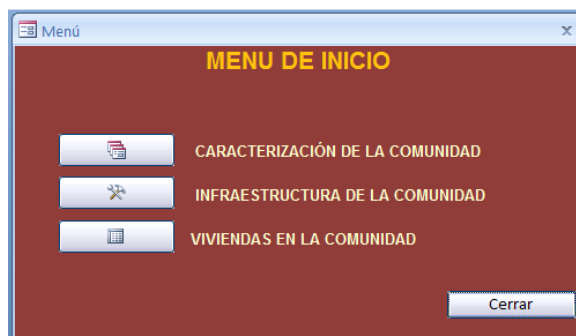 Menú
MENU DE INICIO
CARACTERIZACIÓN DE LA COMUNIDAD
INFRAESTRUCTURA DE LA COMUNIDAD
VIVIENDAS EN LA COMUNIDAD
Cerrar